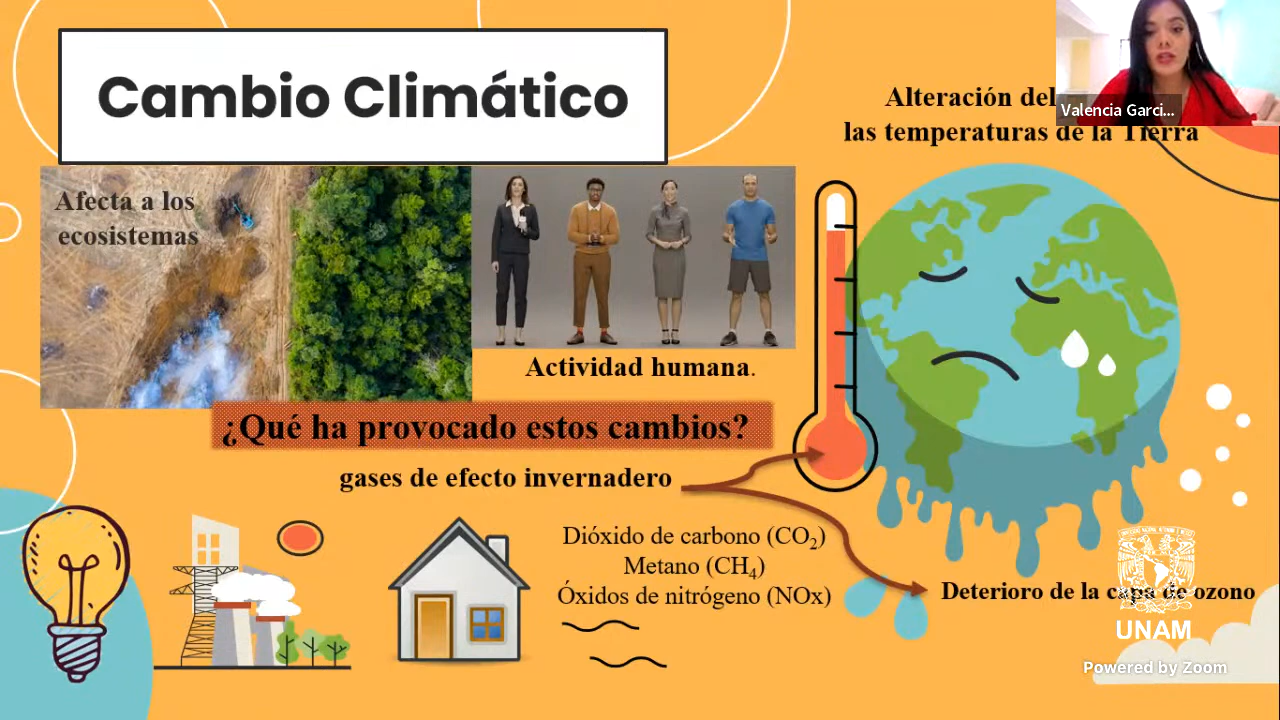 Cambio Climático
Valencia Garci...
Alteración del
las temperaturas de la Tierra
Afecta a los
ecosistemas
Actividad humana.
¿Qué ha provocado estos cambios?
gases de efecto invernadero
Dióxido de carbono (CO₂)
Metano (CH₄)
Óxidos de nitrógeno (NOx)
Deterioro de la capa de ozono
UNAM
Powered by Zoom